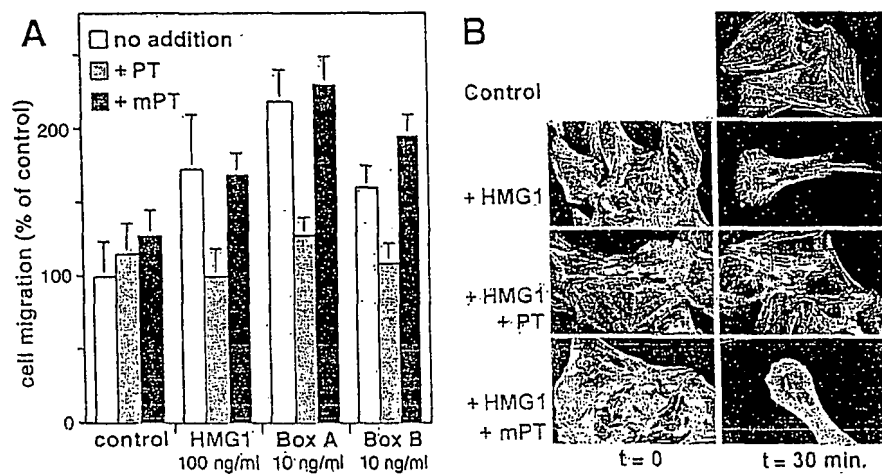 A
no addition
+ PT
+ mPT
cell migration (% of control)
200
100
0
control
HMG1
100 ng/ml
Box A
10 ng/ml
Box B
10 ng/ml
B
Control
+ HMG1
+ HMG1
+ PT
+ HMG1
+ mPT
t = 0
t = 30 min.